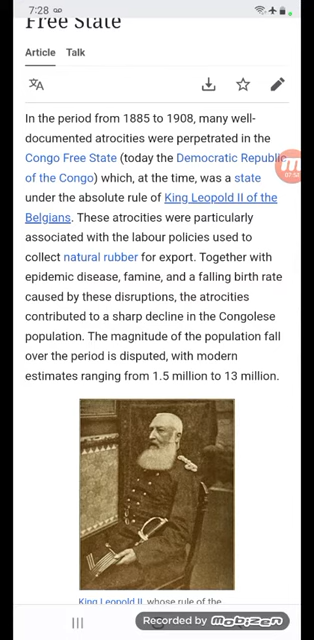 7:28
Free State
Article Talk
In the period from 1885 to 1908, many well-
documented atrocities were perpetrated in the
Congo Free State (today the Democratic Republic
of the Congo) which, at the time, was a state
under the absolute rule of King Leopold II of the
Belgians. These atrocities were particularly
associated with the labour policies used to
collect natural rubber for export. Together with
epidemic disease, famine, and a falling birth rate
caused by these disruptions, the atrocities
contributed to a sharp decline in the Congolese
population. The magnitude of the population fall
over the period is disputed, with modern
estimates ranging from 1.5 million to 13 million.
King Leopold II, whose rule of the
Recorded by mobizen